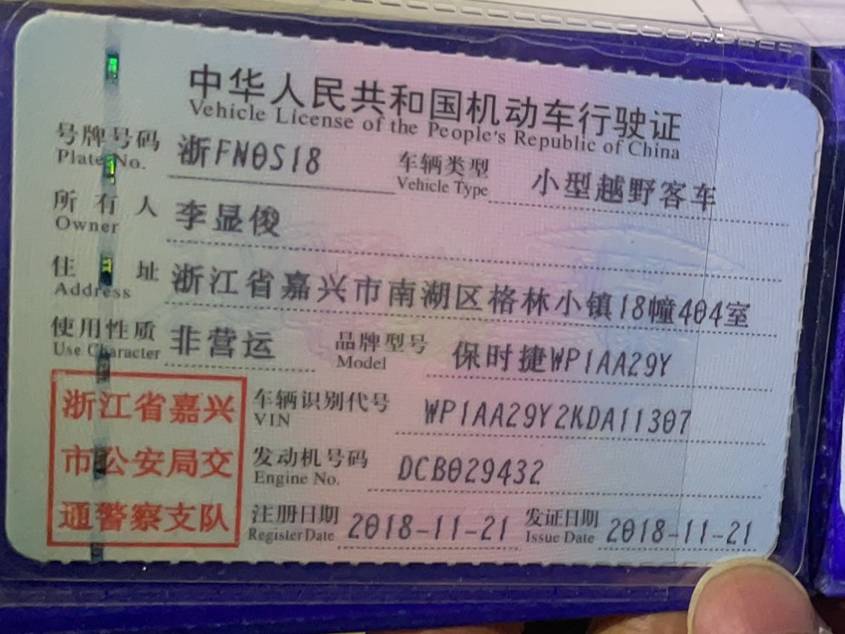 中华人民共和国机动车行驶证
Vehicle License of the People's Republic of China
号牌号码 浙FN0S18 车辆类型 小型越野客车
Plate No. Vehicle Type
所有人 李显俊
Owner
住址 浙江省嘉兴市南湖区格林小镇18幢404室
Address
使用性质 非营运 品牌型号 保时捷WP1AA29Y
Use Character Model
浙江省嘉兴 车辆识别代号 WP1AA29Y2KDA11307
VIN
市公安局交 发动机号码 DCB029432
Engine No.
通警察支队 注册日期 2018-11-21 发证日期 2018-11-21
Register Date Issue Date